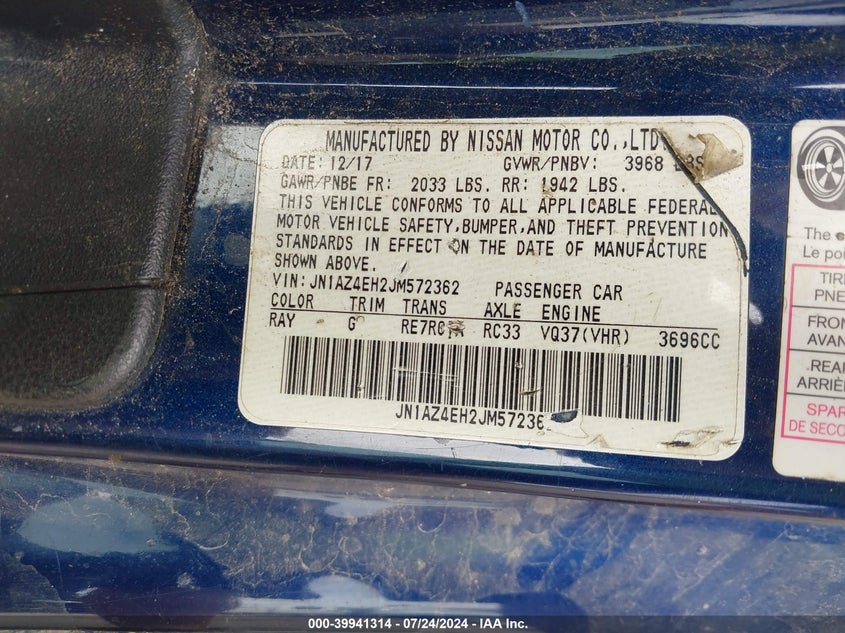 MANUFACTURED BY NISSAN MOTOR CO.,LTD.
DATE: 12/17 GVWR/PNBV: 3968 LBS
GAWR/PNBE FR: 2033 LBS. RR: 1942 LBS.
THIS VEHICLE CONFORMS TO ALL APPLICABLE FEDERAL
MOTOR VEHICLE SAFETY,BUMPER,AND THEFT PREVENTION
STANDARDS IN EFFECT ON THE DATE OF MANUFACTURE
SHOWN ABOVE.
VIN:JN1AZ4EH2JM572362 PASSENGER CAR
COLOR TRIM TRANS AXLE ENGINE
RAY G RC33 VQ37(VHR) 3696CC
JN1AZ4EH2JM57236
The
Le po
TIRE
PNE
FRON
AVAN
REAR
ARRIÈ
SPAR
DE SECO
000-39941314 - 07/24/2024 - IAA Inc.